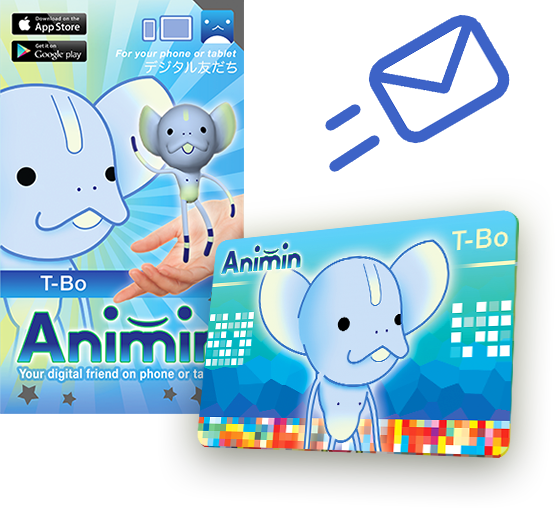 Download on the
App Store
Get it on
Google play
For your phone or tablet
デジタル友だち
T-Bo
Animin
Your digital friend on phone or ta
T-Bo
Animin